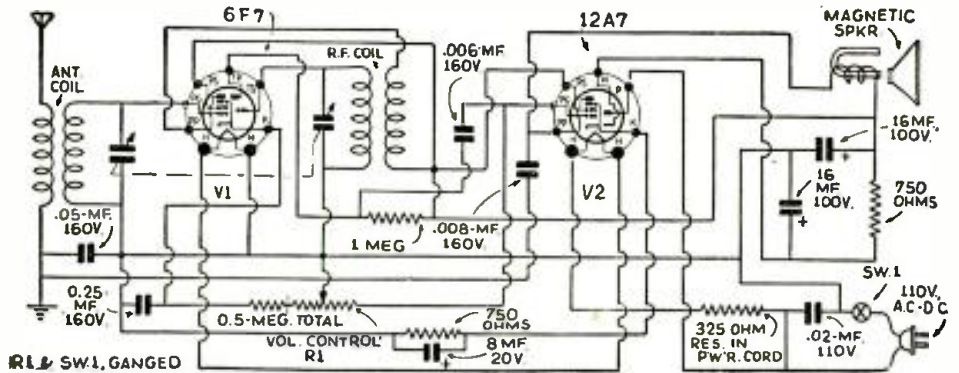 6F7
12A7
MAGNETIC
SPKR
ANT.
COIL
R.F. COIL
.006-MF.
160V.
16 MF.
100V.
V1
V2
16
MF.
100V.
750
OHMS
.05-MF.
160V.
1 MEG
.008-MF.
160V.
SW.1
110V.
A.C-D.C.
0.25
MF.
160V.
0.5-MEG. TOTAL
VOL. CONTROL
R1
750
OHMS
8 MF.
20V.
325 OHM
RES. IN
P'W'R. CORD
.02-MF.
110V.
R1 & SW.1, GANGED